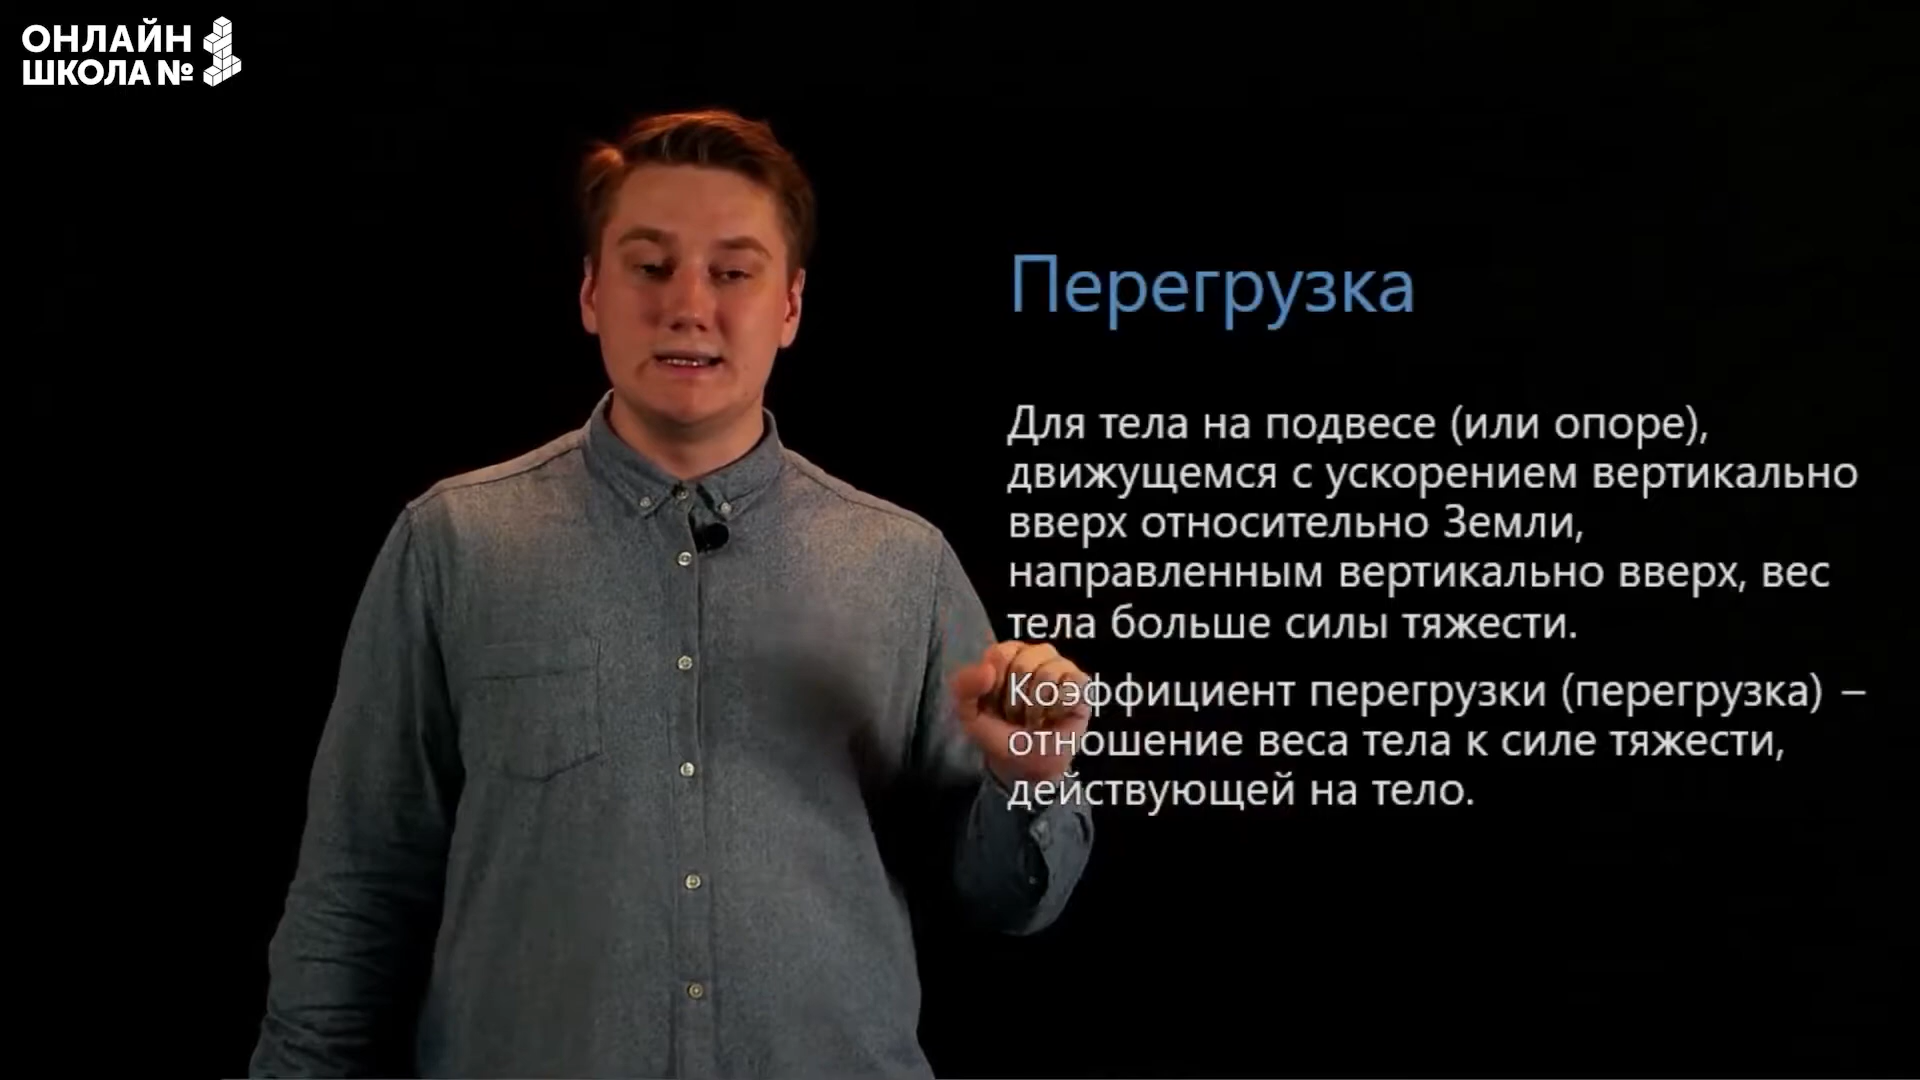 ОНЛАЙН
ШКОЛА №1
Перегрузка
Для тела на подвесе (или опоре),
движущемся с ускорением вертикально
вверх относительно Земли,
направленным вертикально вверх, вес
тела больше силы тяжести.
Коэффициент перегрузки (перегрузка) –
отношение веса тела к силе тяжести,
действующей на тело.